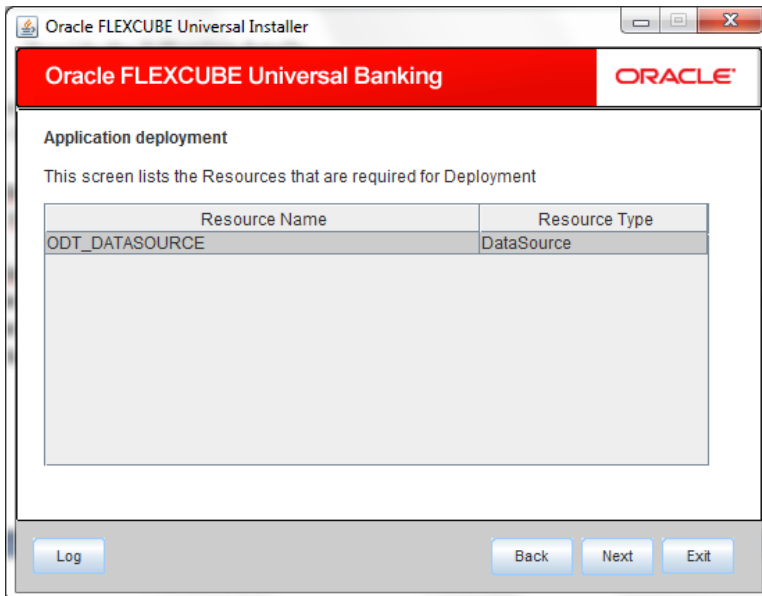 Oracle FLEXCUBE Universal Installer
Oracle FLEXCUBE Universal Banking
ORACLE
Application deployment
This screen lists the Resources that are required for Deployment
Resource Name Resource Type
ODT_DATASOURCE DataSource
Log Back Next Exit